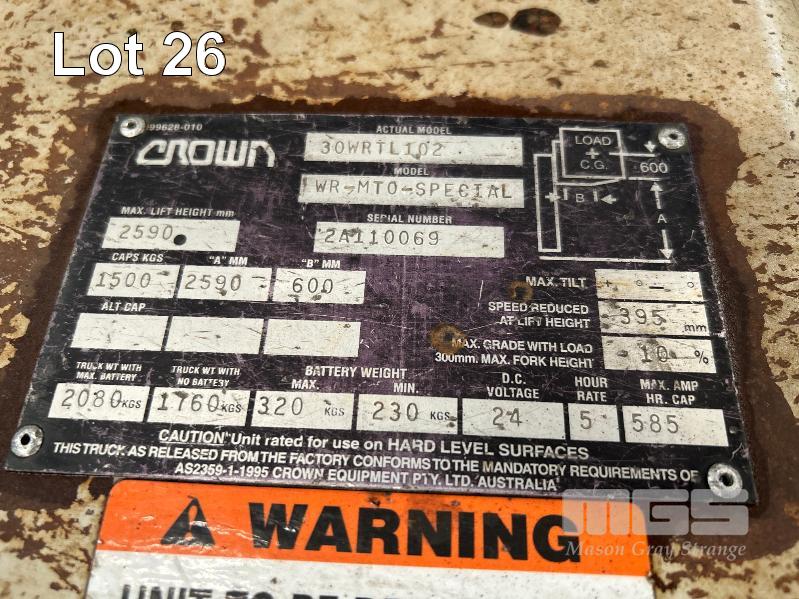 Lot 26
99628-010
CROWN
ACTUAL MODEL
30WRTL102
MODEL
WR-MTO-SPECIAL
LOAD
+
C.G.
600
B
A
MAX. LIFT HEIGHT mm
2590
SERIAL NUMBER
2A110069
CAPS KGS "A" MM "B" MM
1500 2590 600
MAX. TILT + ° — °
ALT CAP
SPEED REDUCED
AT LIFT HEIGHT 395 mm
MAX. GRADE WITH LOAD
300mm. MAX. FORK HEIGHT 10 %
TRUCK WT WITH
MAX. BATTERY
2080 KGS
TRUCK WT WITH
NO BATTERY
1760 KGS
BATTERY WEIGHT
MAX. MIN.
320 KGS 230 KGS
D.C.
VOLTAGE
24
HOUR
RATE
5
MAX. AMP
HR. CAP
585
CAUTION Unit rated for use on HARD LEVEL SURFACES
THIS TRUCK AS RELEASED FROM THE FACTORY CONFORMS TO THE MANDATORY REQUIREMENTS OF
AS2359-1-1995 CROWN EQUIPMENT PTY. LTD. AUSTRALIA
WARNING
MGS
Mason Gray Strange
UNIT TO BE